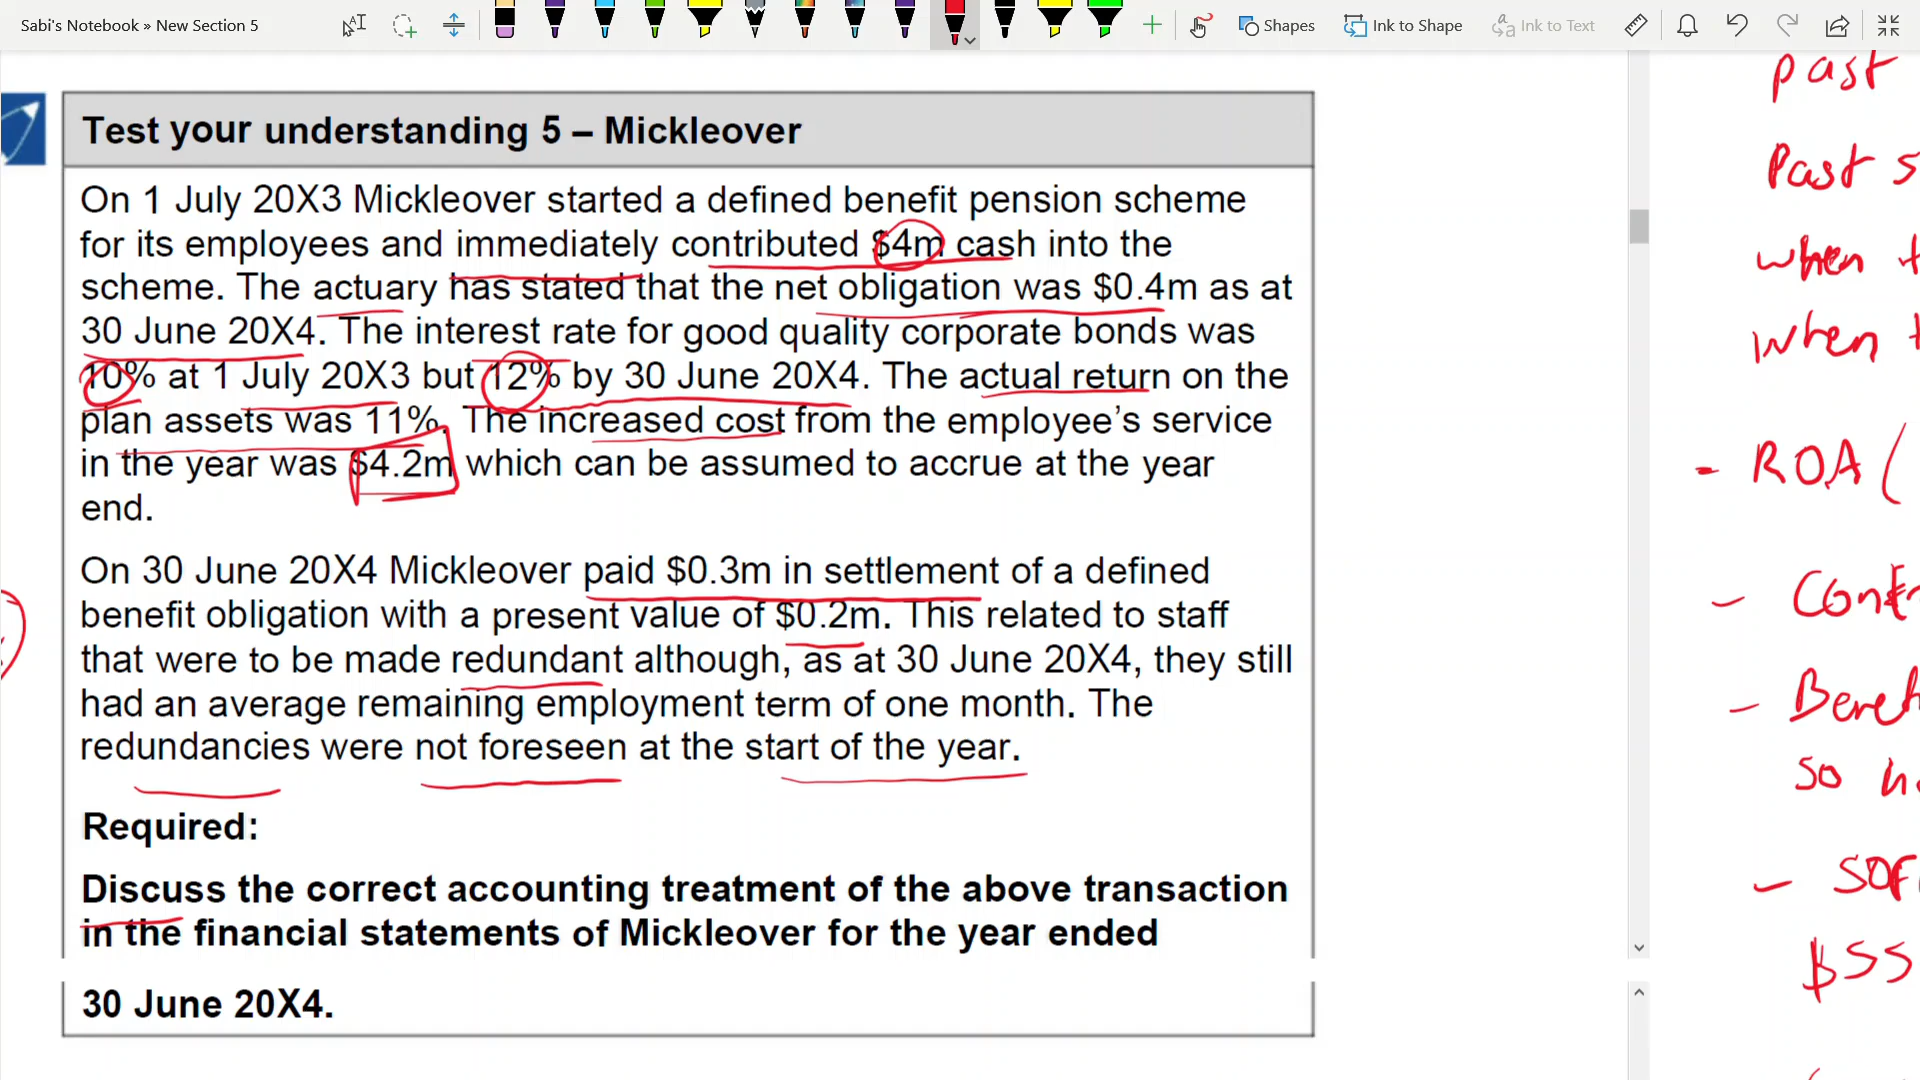 Sabi's Notebook » New Section 5
Shapes
Ink to Shape
Ink to Text
Test your understanding 5 – Mickleover
On 1 July 20X3 Mickleover started a defined benefit pension scheme
for its employees and immediately contributed $4m cash into the
scheme. The actuary has stated that the net obligation was $0.4m as at
30 June 20X4. The interest rate for good quality corporate bonds was
10% at 1 July 20X3 but 12% by 30 June 20X4. The actual return on the
plan assets was 11%. The increased cost from the employee's service
in the year was $4.2m which can be assumed to accrue at the year
end.
On 30 June 20X4 Mickleover paid $0.3m in settlement of a defined
benefit obligation with a present value of $0.2m. This related to staff
that were to be made redundant although, as at 30 June 20X4, they still
had an average remaining employment term of one month. The
redundancies were not foreseen at the start of the year.
Required:
Discuss the correct accounting treatment of the above transaction
in the financial statements of Mickleover for the year ended
30 June 20X4.
past
Past s
when t
when t
- ROA (
- Cont
- Benef
so
- SOF
$55